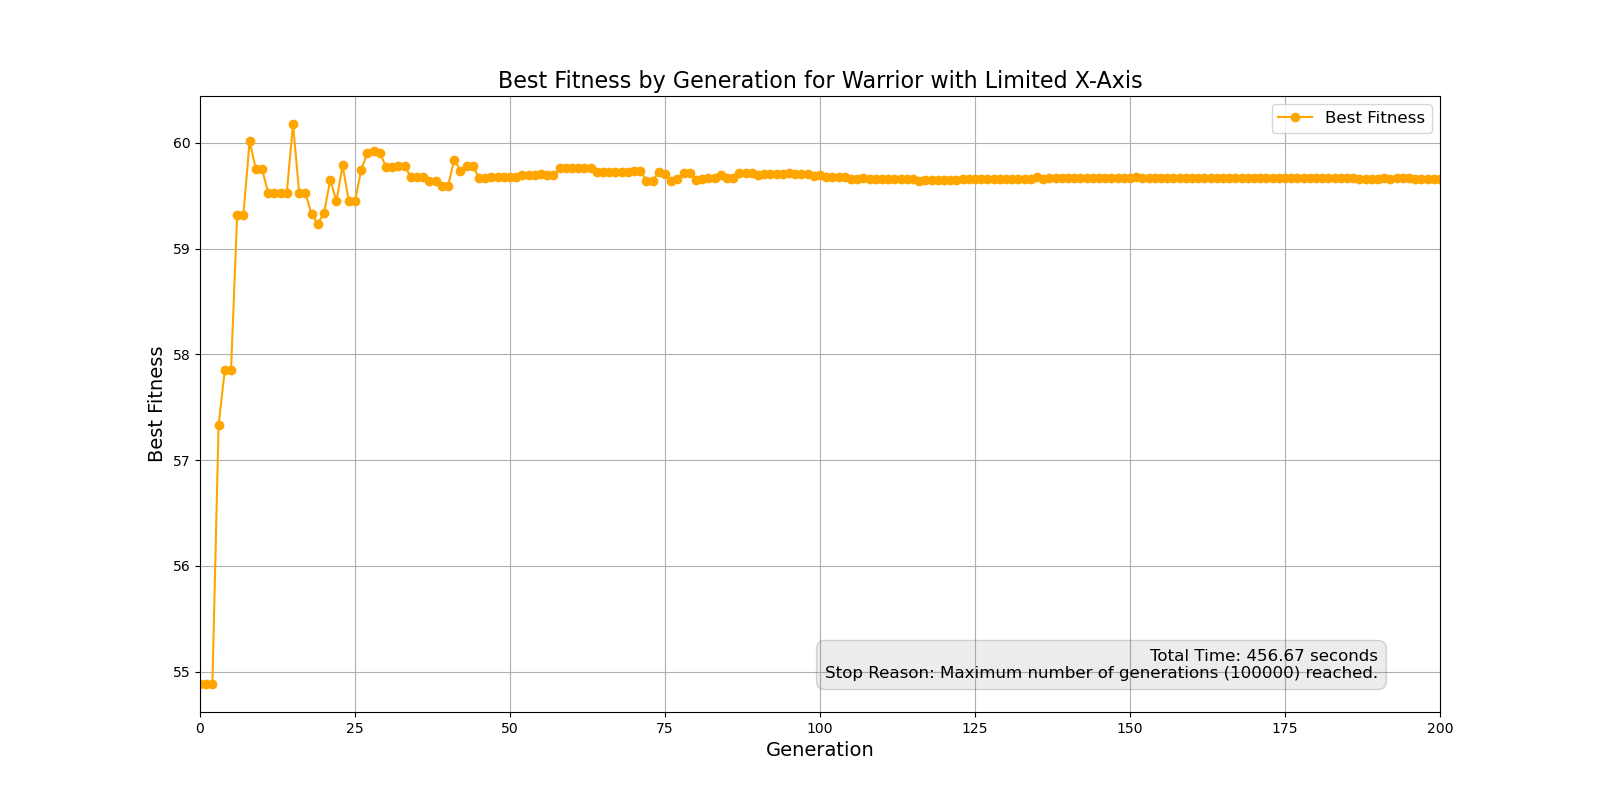 Best Fitness by Generation for Warrior with Limited X-Axis
Best Fitness
60
59
58
57
56
55
Best Fitness
Total Time: 456.67 seconds
Stop Reason: Maximum number of generations (100000) reached.
0 25 50 75 100 125 150 175 200
Generation